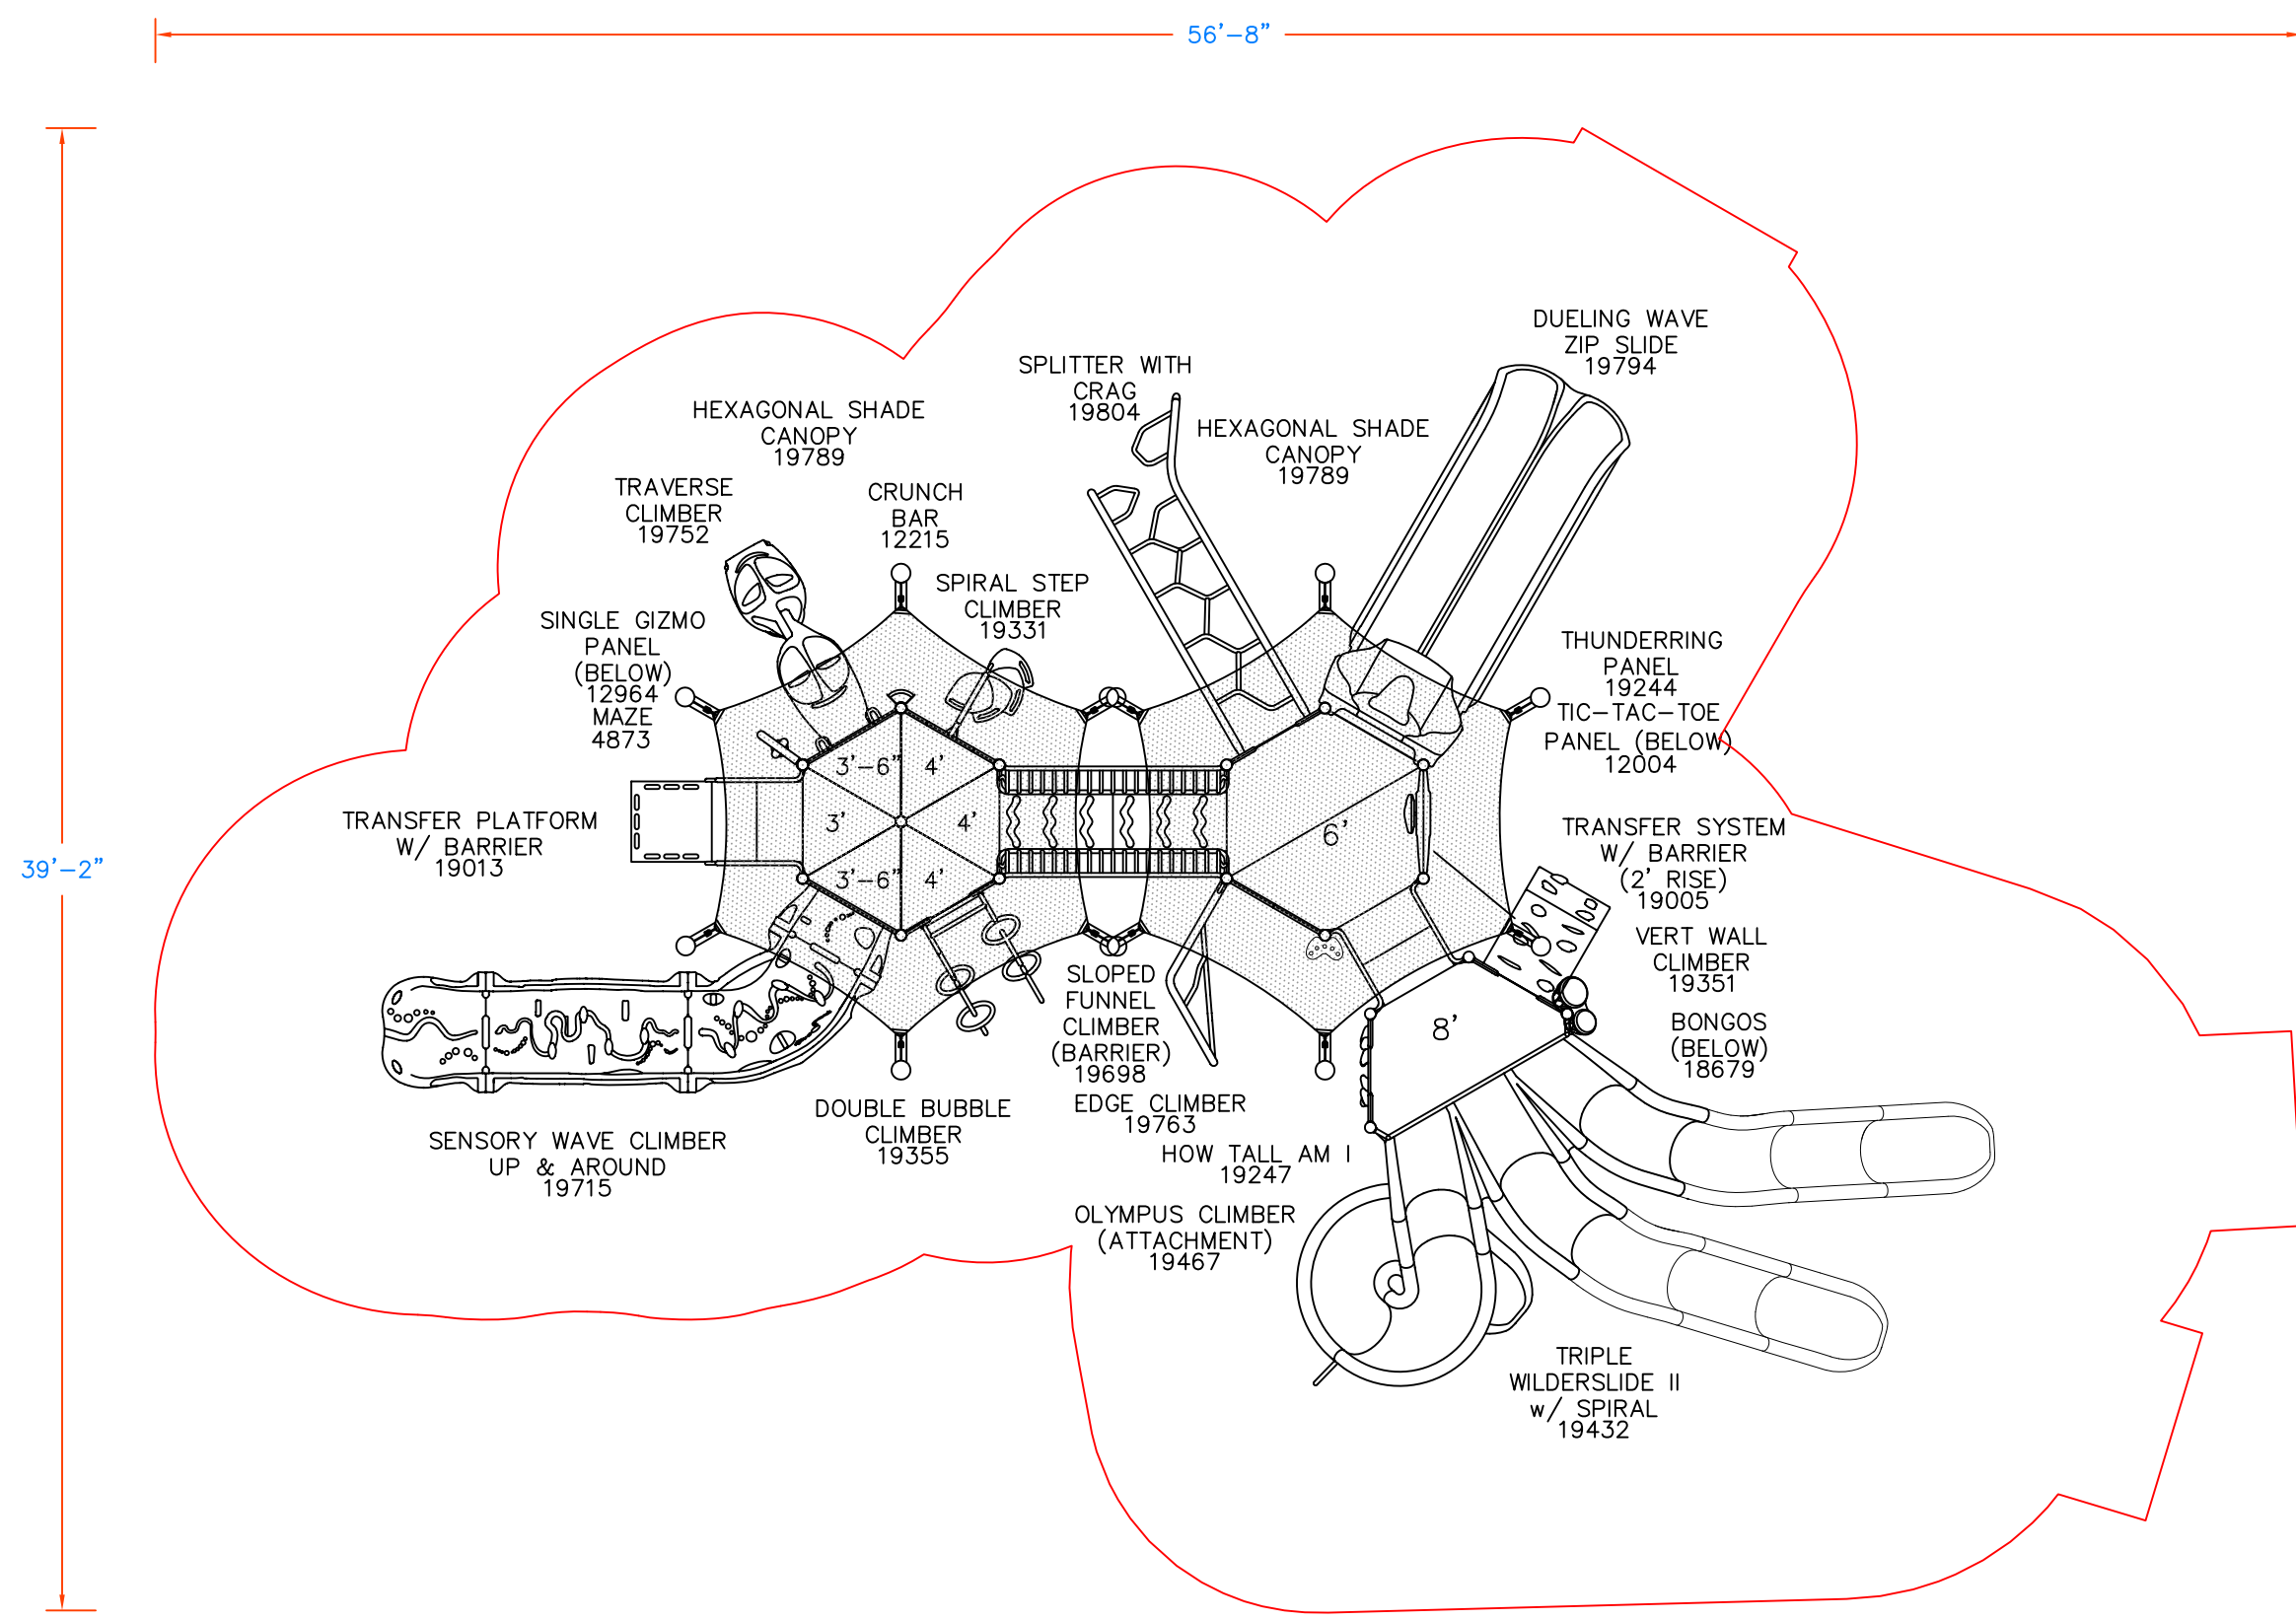 56'-8"
39'-2"
DUELING WAVE
ZIP SLIDE
19794
SPLITTER WITH
CRAG
19804
HEXAGONAL SHADE
CANOPY
19789
HEXAGONAL SHADE
CANOPY
19789
TRAVERSE
CLIMBER
19752
CRUNCH
BAR
12215
SPIRAL STEP
CLIMBER
19331
SINGLE GIZMO
PANEL
(BELOW)
12964
MAZE
4873
THUNDERRING
PANEL
19244
TIC-TAC-TOE
PANEL (BELOW)
12004
3'-6"
4'
3'
4'
3'-6"
4'
6'
8'
TRANSFER PLATFORM
W/ BARRIER
19013
TRANSFER SYSTEM
W/ BARRIER
(2' RISE)
19005
VERT WALL
CLIMBER
19351
BONGOS
(BELOW)
18679
SLOPED
FUNNEL
CLIMBER
(BARRIER)
19698
EDGE CLIMBER
19763
DOUBLE BUBBLE
CLIMBER
19355
SENSORY WAVE CLIMBER
UP & AROUND
19715
HOW TALL AM I
19247
OLYMPUS CLIMBER
(ATTACHMENT)
19467
TRIPLE
WILDERSLIDE II
w/ SPIRAL
19432